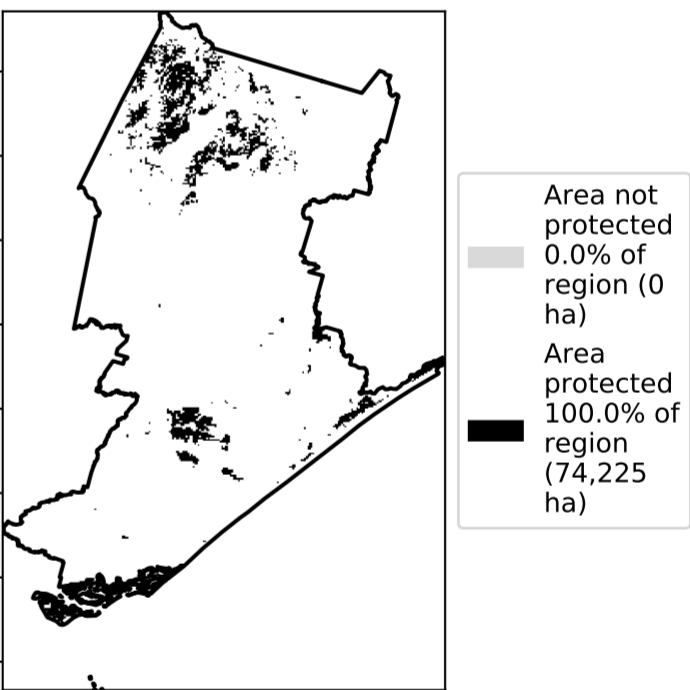 Area not
protected
0.0% of
region (0
ha)
Area
protected
100.0% of
region
(74,225
ha)